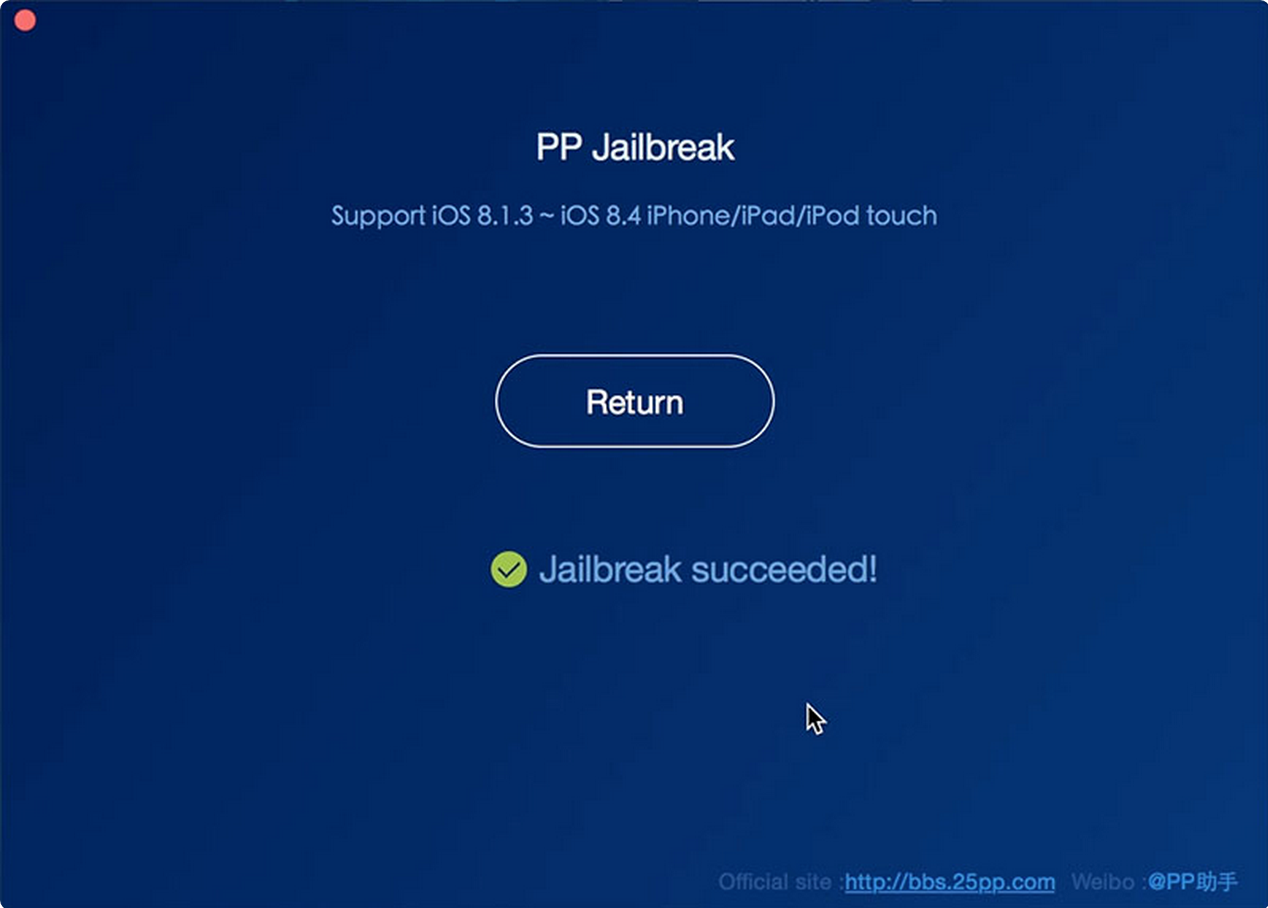 PP Jailbreak
Support iOS 8.1.3 ~ iOS 8.4 iPhone/iPad/iPod touch
Return
Jailbreak succeeded!
Official site :http://bbs.25pp.com Weibo :@PP助手